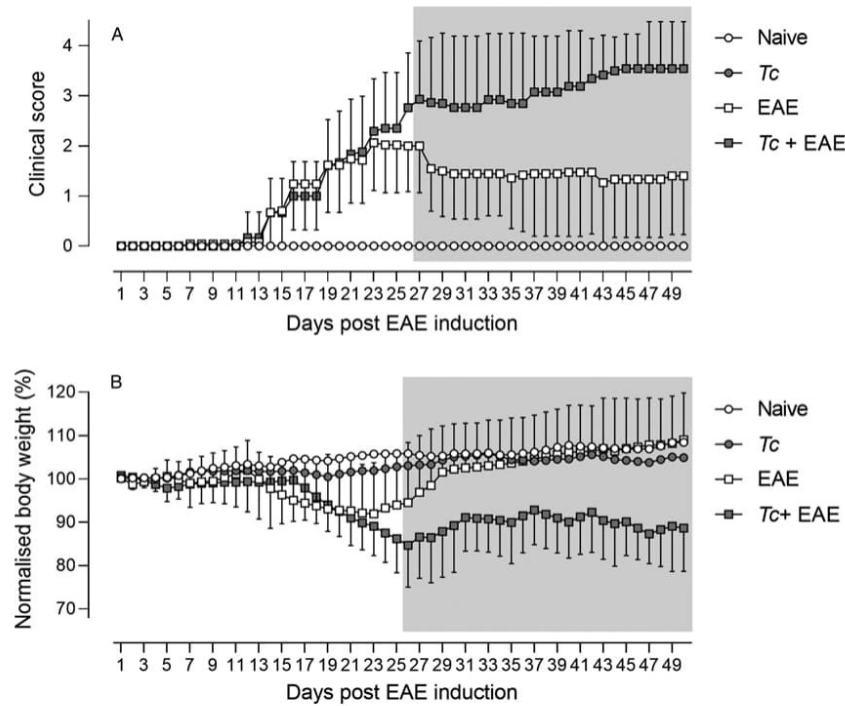 A
Clinical score
4
3
2
1
0
1 3 5 7 9 11 13 15 17 19 21 23 25 27 29 31 33 35 37 39 41 43 45 47 49
Days post EAE induction
Naive
Tc
EAE
Tc + EAE
B
Normalised body weight (%)
120
110
100
90
80
70
1 3 5 7 9 11 13 15 17 19 21 23 25 27 29 31 33 35 37 39 41 43 45 47 49
Days post EAE induction
Naive
Tc
EAE
Tc+ EAE